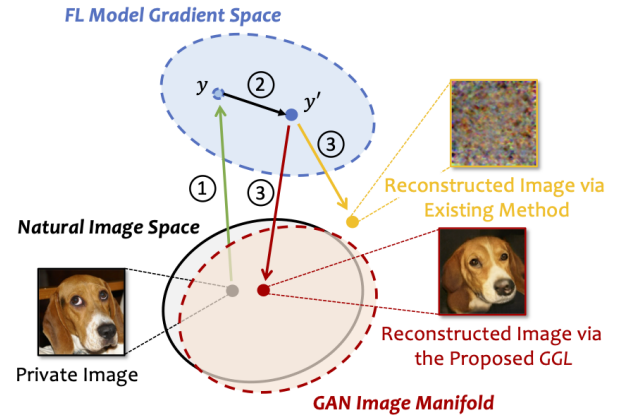 FL Model Gradient Space
y
②
y′
③
③
①
Reconstructed Image via
Existing Method
Natural Image Space
Private Image
Reconstructed Image via
the Proposed GGL
GAN Image Manifold